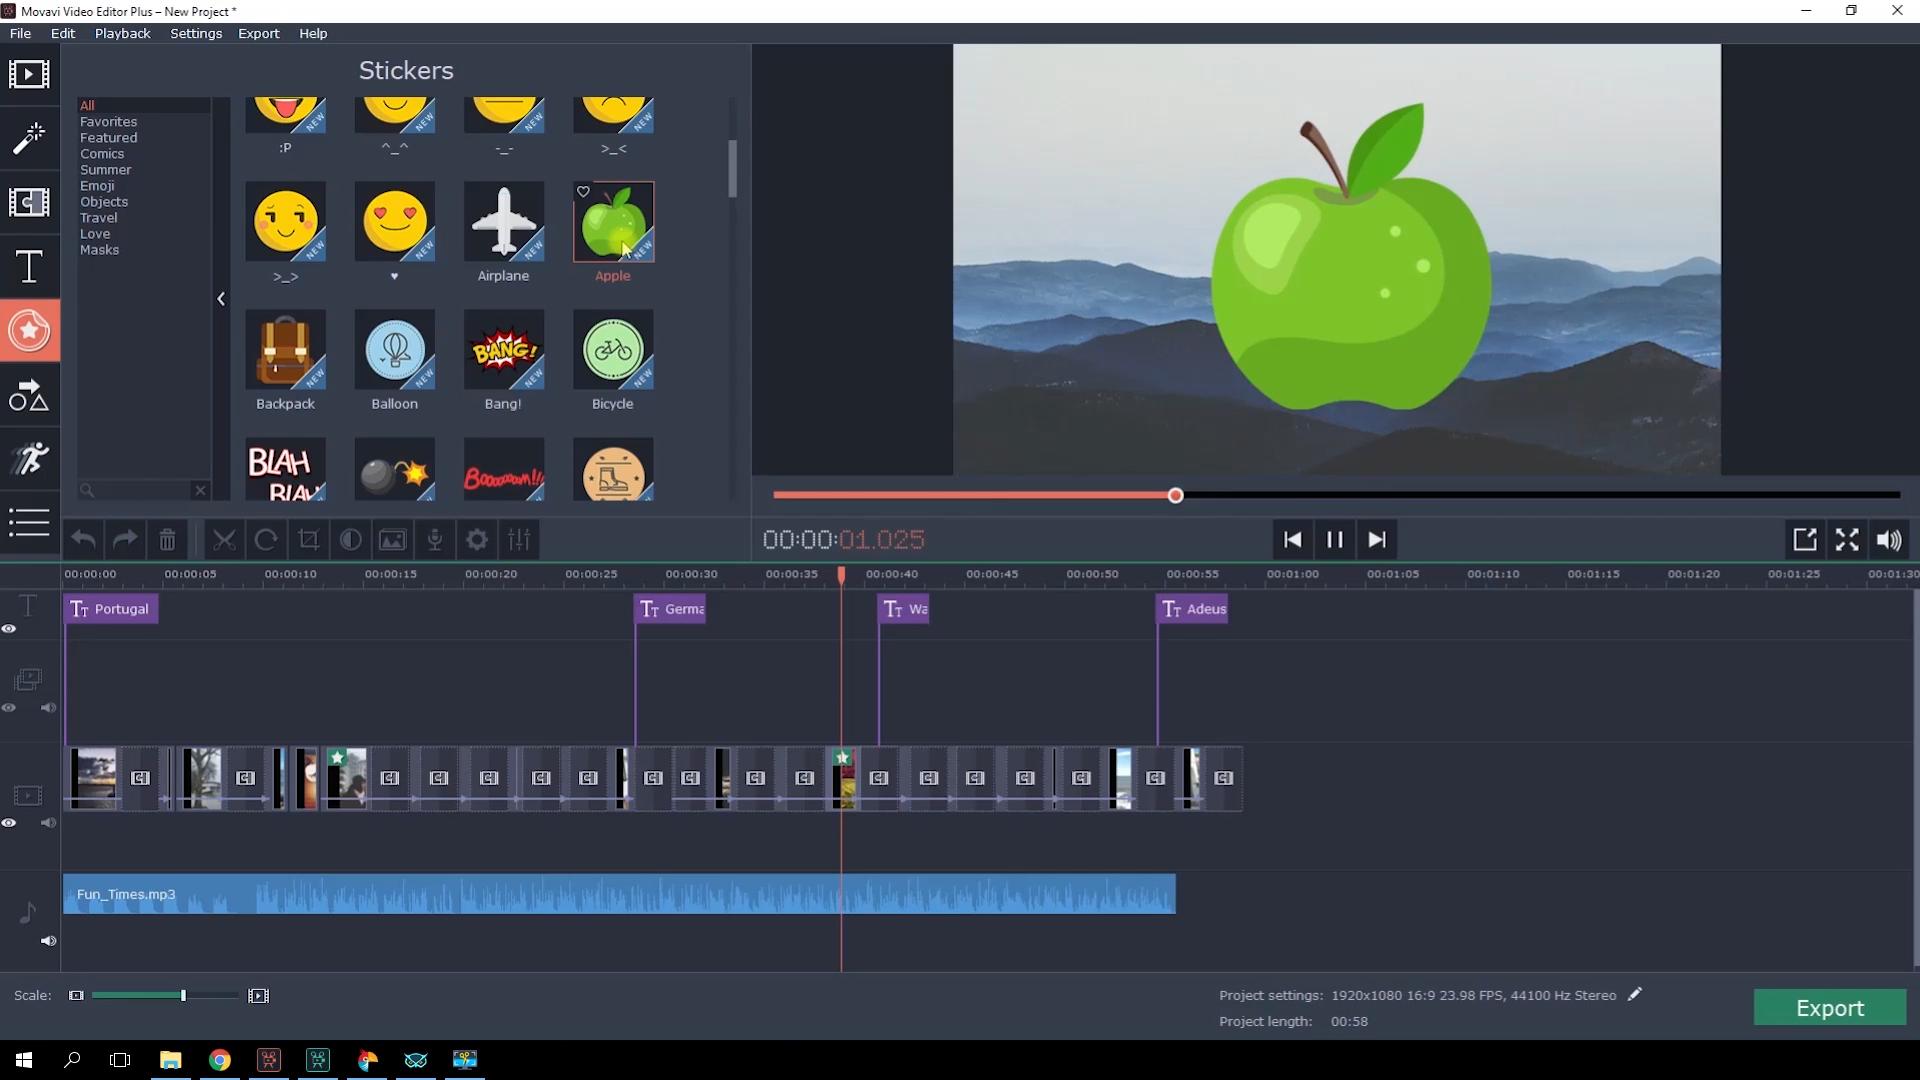 Movavi Video Editor Plus – New Project *
File Edit Playback Settings Export Help
Stickers
All
Favorites
Featured
Comics
Summer
Emoji
Objects
Travel
Love
Masks
NEW NEW NEW NEW
:P ^_^ -_- >_<
NEW NEW NEW NEW
>_> ♥ Airplane Apple
BANG!
NEW NEW NEW NEW
Backpack Balloon Bang! Bicycle
BLAH
BLAH
Booooooom!!!
00:00:01.025
00:00:00 00:00:05 00:00:10 00:00:15 00:00:20 00:00:25 00:00:30 00:00:35 00:00:40 00:00:45 00:00:50 00:00:55 00:01:00 00:01:05 00:01:10 00:01:15 00:01:20 00:01:25 00:01:30
Portugal Germa Wa Adeus
Fun_Times.mp3
Scale:
Project settings: 1920x1080 16:9 23.98 FPS, 44100 Hz Stereo
Project length: 00:58
Export